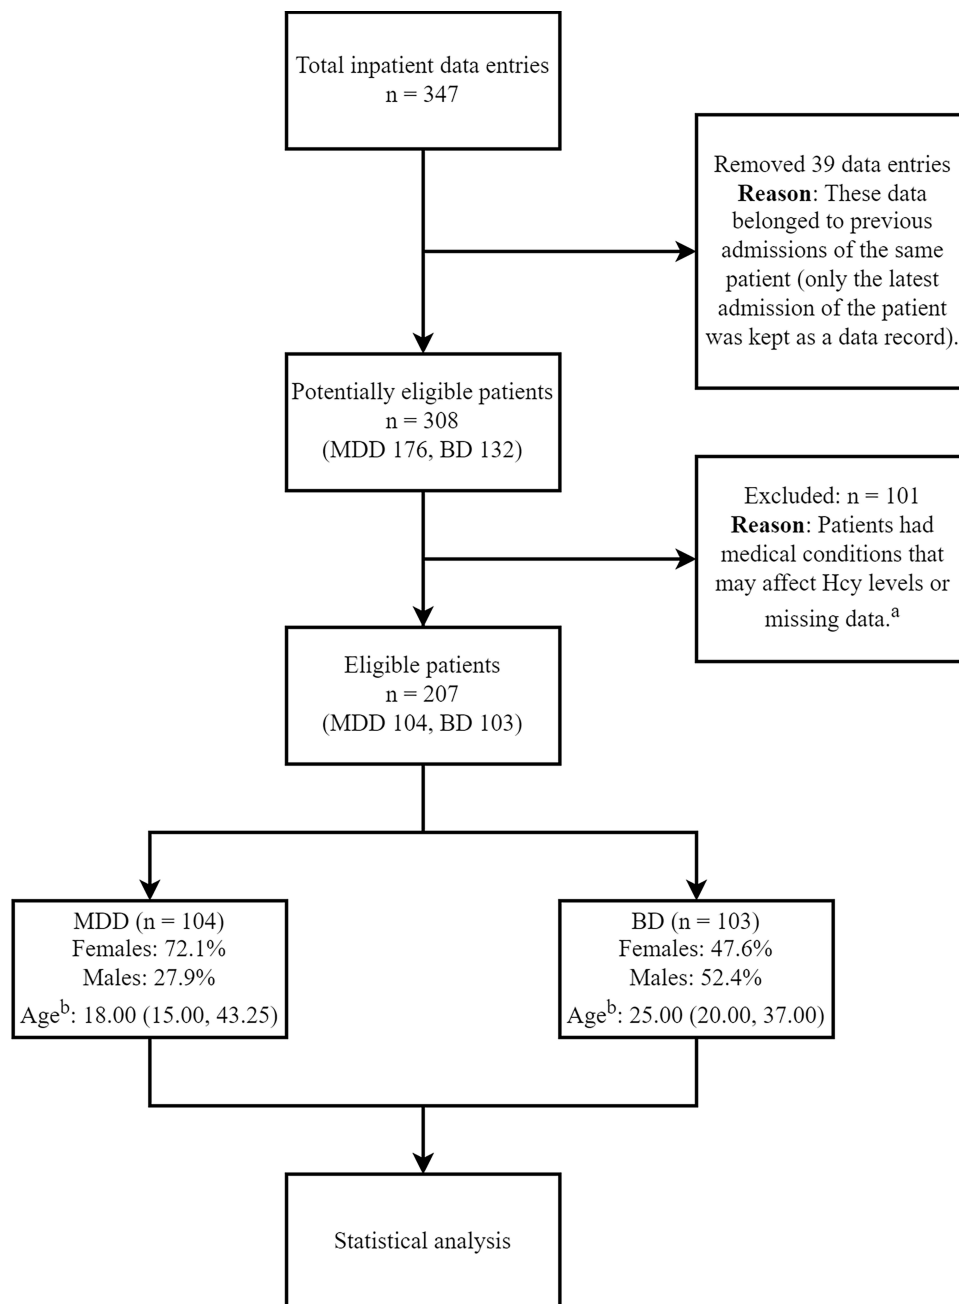 Total inpatient data entries
n = 347
Removed 39 data entries
Reason: These data
belonged to previous
admissions of the same
patient (only the latest
admission of the patient
was kept as a data record).
Potentially eligible patients
n = 308
(MDD 176, BD 132)
Excluded: n = 101
Reason: Patients had
medical conditions that
may affect Hcy levels or
missing data.a
Eligible patients
n = 207
(MDD 104, BD 103)
MDD (n = 104)
Females: 72.1%
Males: 27.9%
Ageb: 18.00 (15.00, 43.25)
BD (n = 103)
Females: 47.6%
Males: 52.4%
Ageb: 25.00 (20.00, 37.00)
Statistical analysis